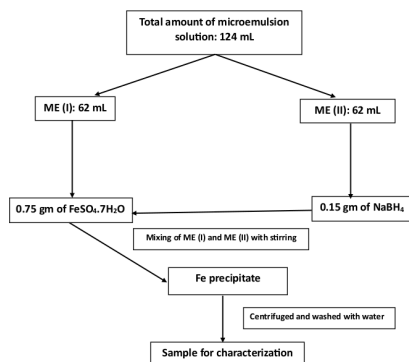 Total amount of microemulsion
solution: 124 mL
ME (I): 62 mL
ME (II): 62 mL
0.75 gm of FeSO₄.7H₂O
0.15 gm of NaBH₄
Mixing of ME (I) and ME (II) with stirring
Fe precipitate
Centrifuged and washed with water
Sample for characterization